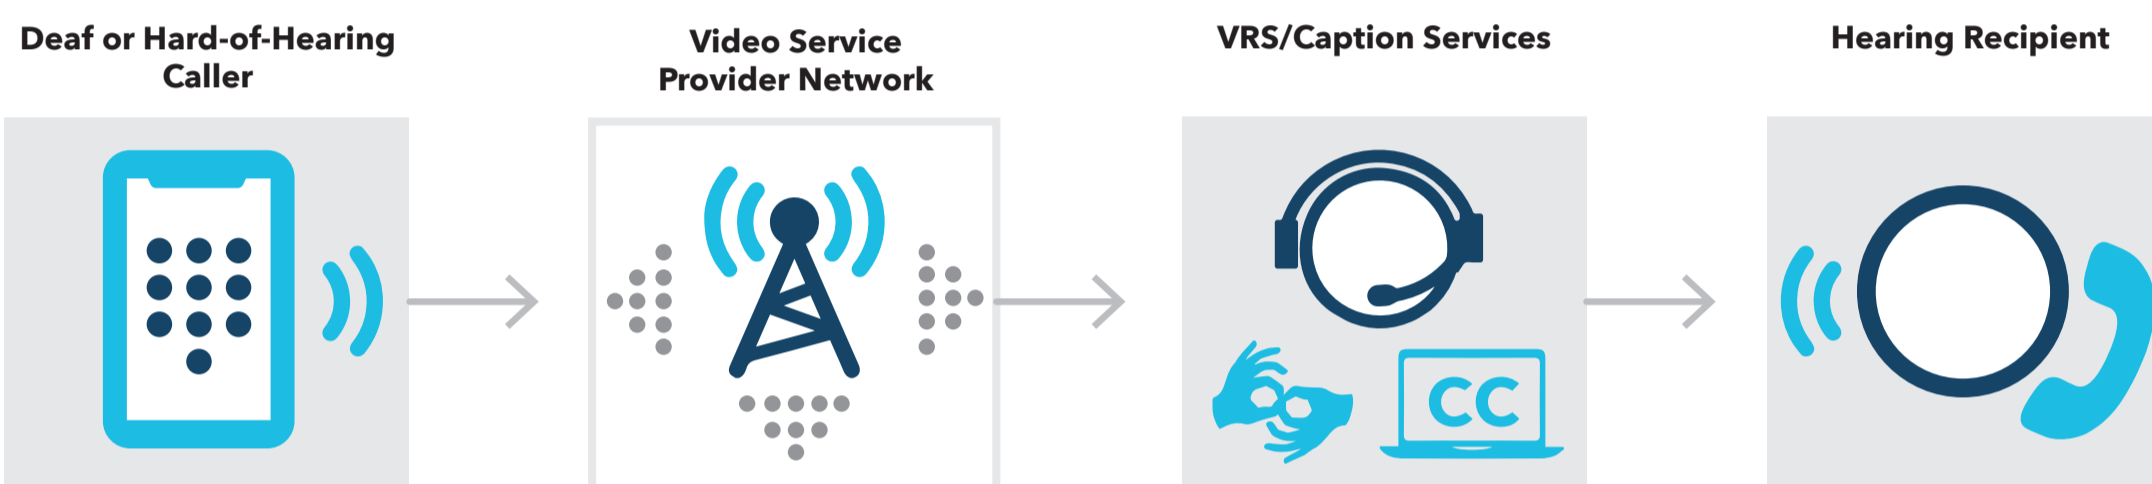 Deaf or Hard-of-Hearing
Caller
Video Service
Provider Network
VRS/Caption Services
Hearing Recipient
CC